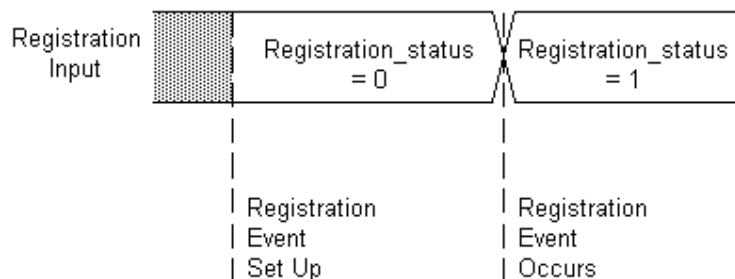 Registration
Input
Registration_status
= 0
Registration_status
= 1
Registration
Event
Set Up
Registration
Event
Occurs